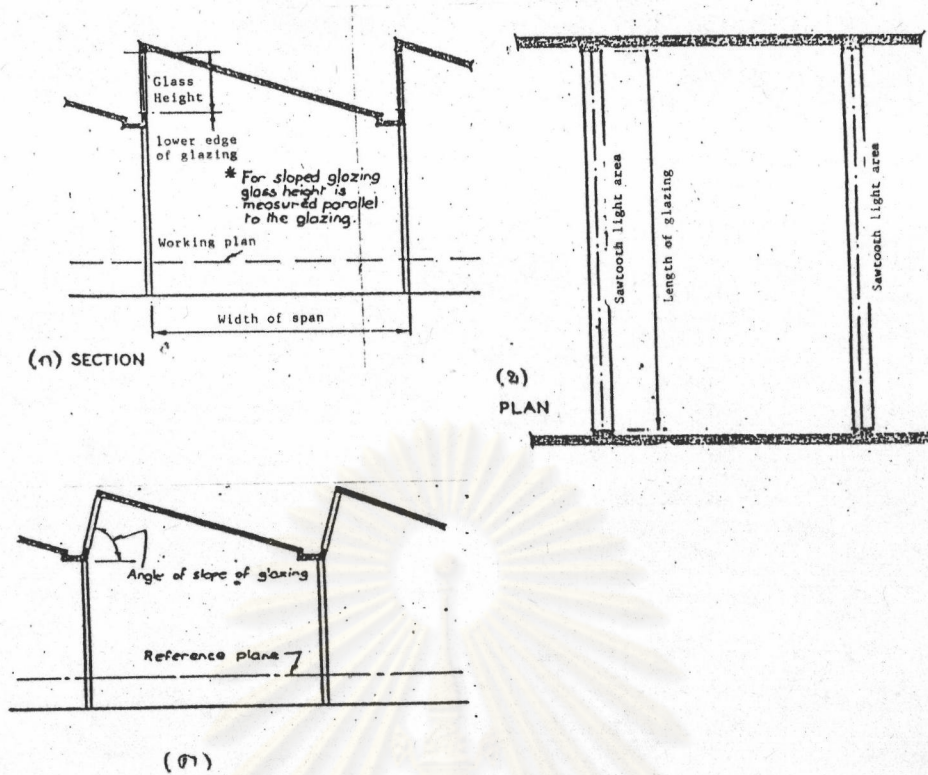 Glass
Height
lower edge
of glazing
* For sloped glazing
glass height is
measured parallel
to the glazing.
Working plan
Width of span
(ก) SECTION
Sawtooth light area
Length of glazing
Sawtooth light area
(ข)
PLAN
Angle of slope of glazing
Reference plane
(ค)